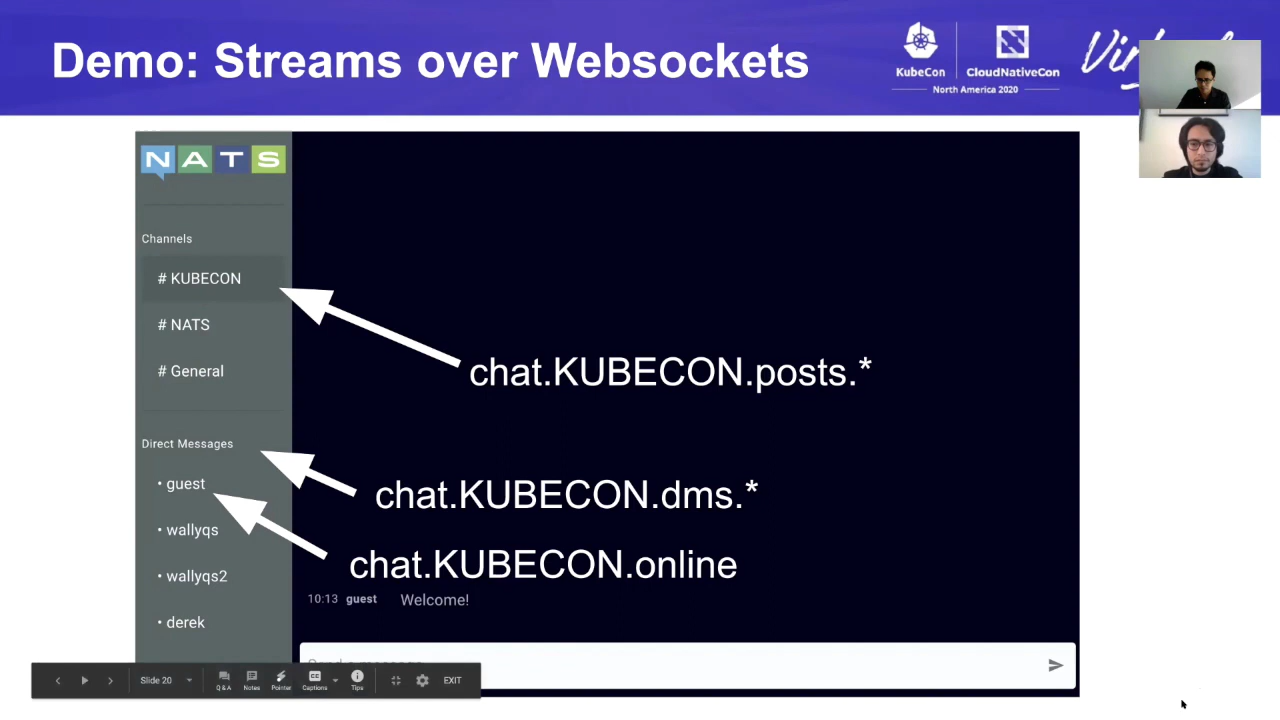 Demo: Streams over Websockets
KubeCon
CloudNativeCon
North America 2020
NATS
Channels
# KUBECON
# NATS
# General
chat.KUBECON.posts.*
Direct Messages
• guest
chat.KUBECON.dms.*
• wallyqs
chat.KUBECON.online
• wallyqs2
10:13 guest Welcome!
• derek
Slide 20
Q & A
Notes
Pointer
Captions
Tips
EXIT